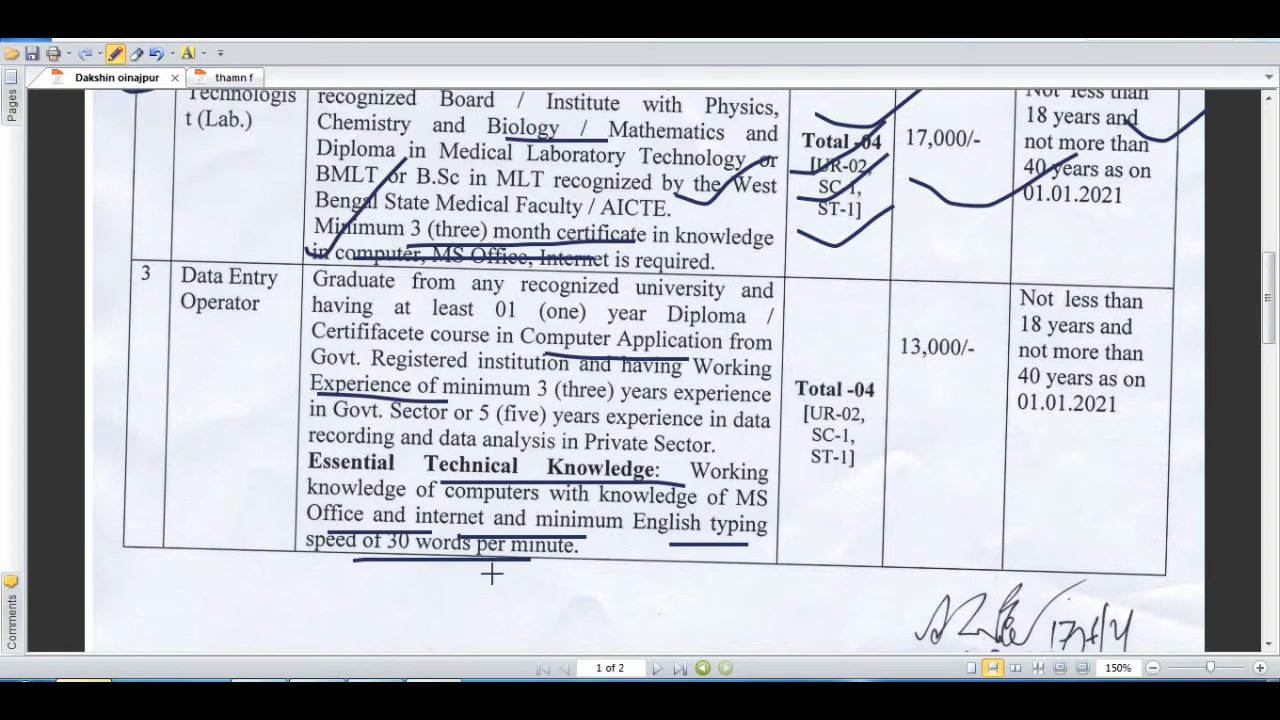 Dakshin oinajpur
thamn f
Pages
Technologis
t (Lab.)
recognized Board / Institute with Physics,
Chemistry and Biology / Mathematics and
Diploma in Medical Laboratory Technology or
BMLT or B.Sc in MLT recognized by the West
Bengal State Medical Faculty / AICTE.
Minimum 3 (three) month certificate in knowledge
in computer, MS Office, Internet is required.
Total -04
[UR-02,
SC-1,
ST-1]
17,000/-
Not less than
18 years and
not more than
40 years as on
01.01.2021
3
Data Entry
Operator
Graduate from any recognized university and
having at least 01 (one) year Diploma /
Certififacete course in Computer Application from
Govt. Registered institution and having Working
Experience of minimum 3 (three) years experience
in Govt. Sector or 5 (five) years experience in data
recording and data analysis in Private Sector.
Essential Technical Knowledge: Working
knowledge of computers with knowledge of MS
Office and internet and minimum English typing
speed of 30 words per minute.
Total -04
[UR-02,
SC-1,
ST-1]
13,000/-
Not less than
18 years and
not more than
40 years as on
01.01.2021
Comments
1 of 2
150%